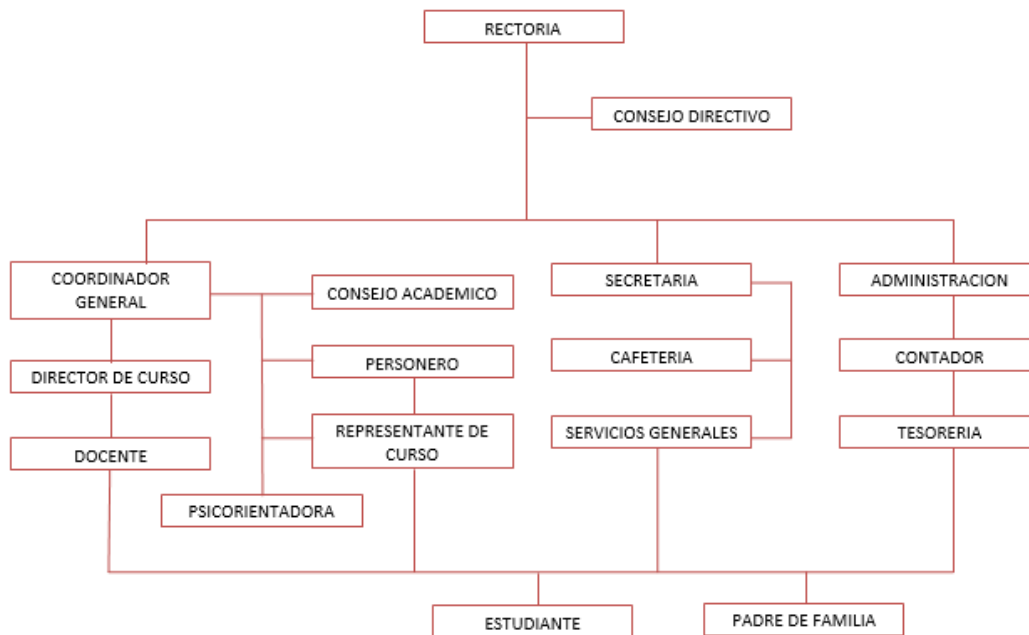 RECTORIA
CONSEJO DIRECTIVO
COORDINADOR
GENERAL
CONSEJO ACADEMICO
SECRETARIA
ADMINISTRACION
DIRECTOR DE CURSO
PERSONERO
CAFETERIA
CONTADOR
DOCENTE
REPRESENTANTE DE
CURSO
SERVICIOS GENERALES
TESORERIA
PSICORIENTADORA
ESTUDIANTE
PADRE DE FAMILIA